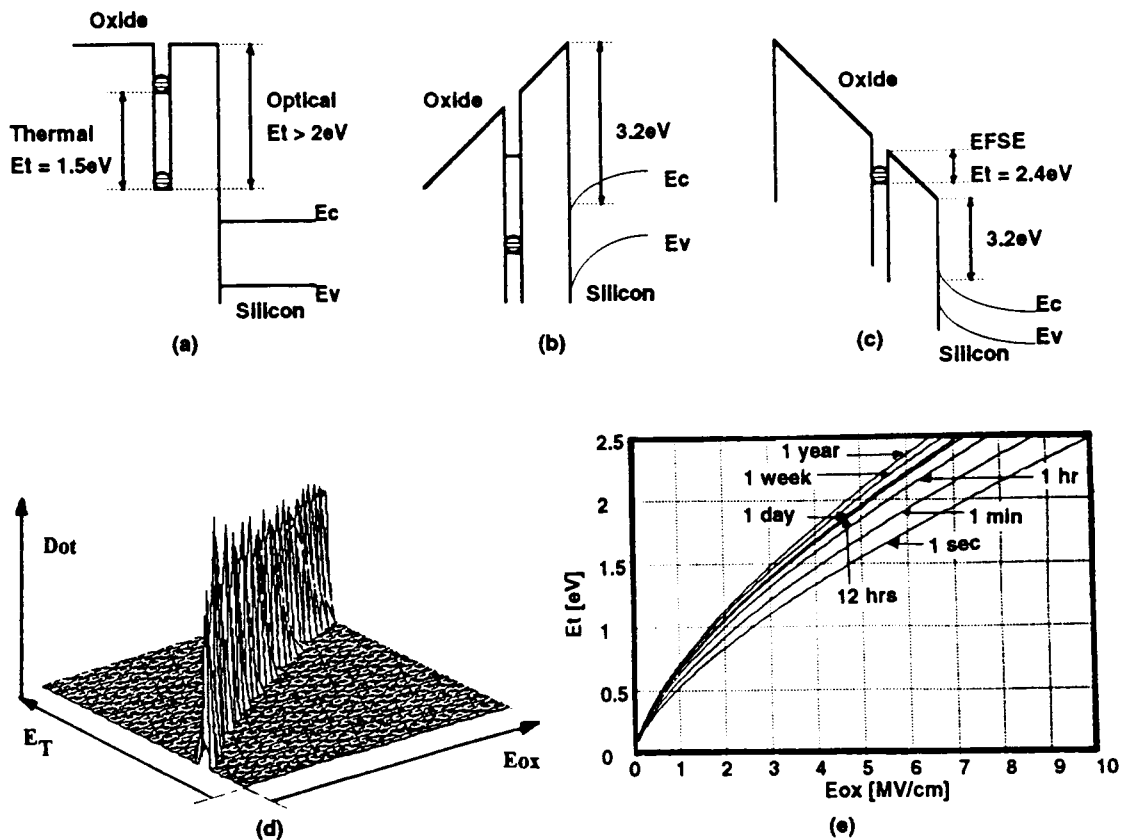 Oxide
Thermal
Et = 1.5eV
Optical
Et > 2eV
Ec
Ev
Silicon
(a)
Oxide
3.2eV
Ec
Ev
Silicon
(b)
Oxide
EFSE
Et = 2.4eV
3.2eV
Ec
Ev
Silicon
(c)
Dot
ET
Eox
(d)
2.5
2
1.5
1
0.5
0
Et [eV]
1 year
1 week
1 day
1 hr
1 min
1 sec
12 hrs
0 1 2 3 4 5 6 7 8 9 10
Eox [MV/cm]
(e)